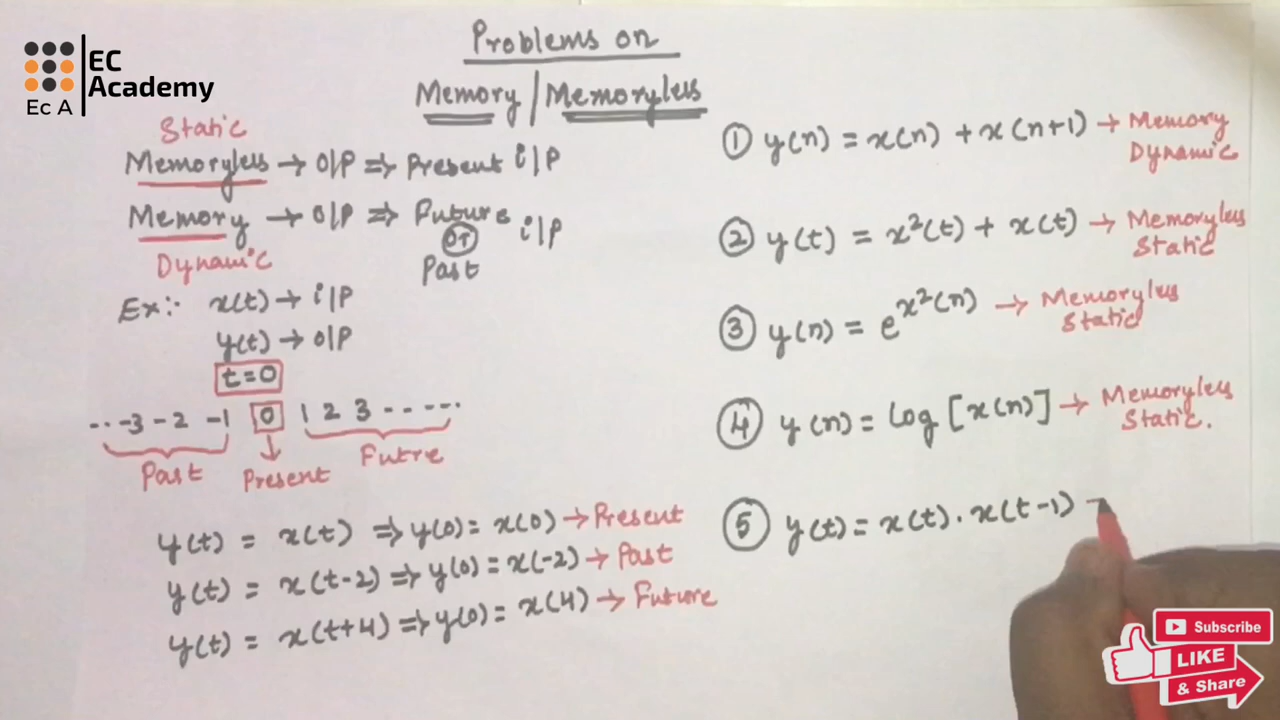 EC
Academy
Ec A
Problems on
Memory / Memoryless
Static
Memoryless → O/P ⇒ Present i/P
Memory → O/P ⇒ Future
or
Past
i/P
Dynamic
Ex:- x(t) → i/P
y(t) → O/P
t=0
.. -3 -2 -1 0 1 2 3 -- -- --.
Past
Present
Futre
y(t) = x(t) ⇒ y(0) = x(0) → Present
y(t) = x(t-2) ⇒ y(0) = x(-2) → Past
y(t) = x(t+4) ⇒ y(0) = x(4) → Future
① y(n) = x(n) + x(n+1) → Memory
Dynamic
② y(t) = x²(t) + x(t) → Memoryless
Static
③ y(n) = e^x²(n) → Memoryless
Static
④ y(n) = log [x(n)] → Memoryless
Static.
⑤ y(t) = x(t) . x(t-1)
Subscribe
LIKE
& Share